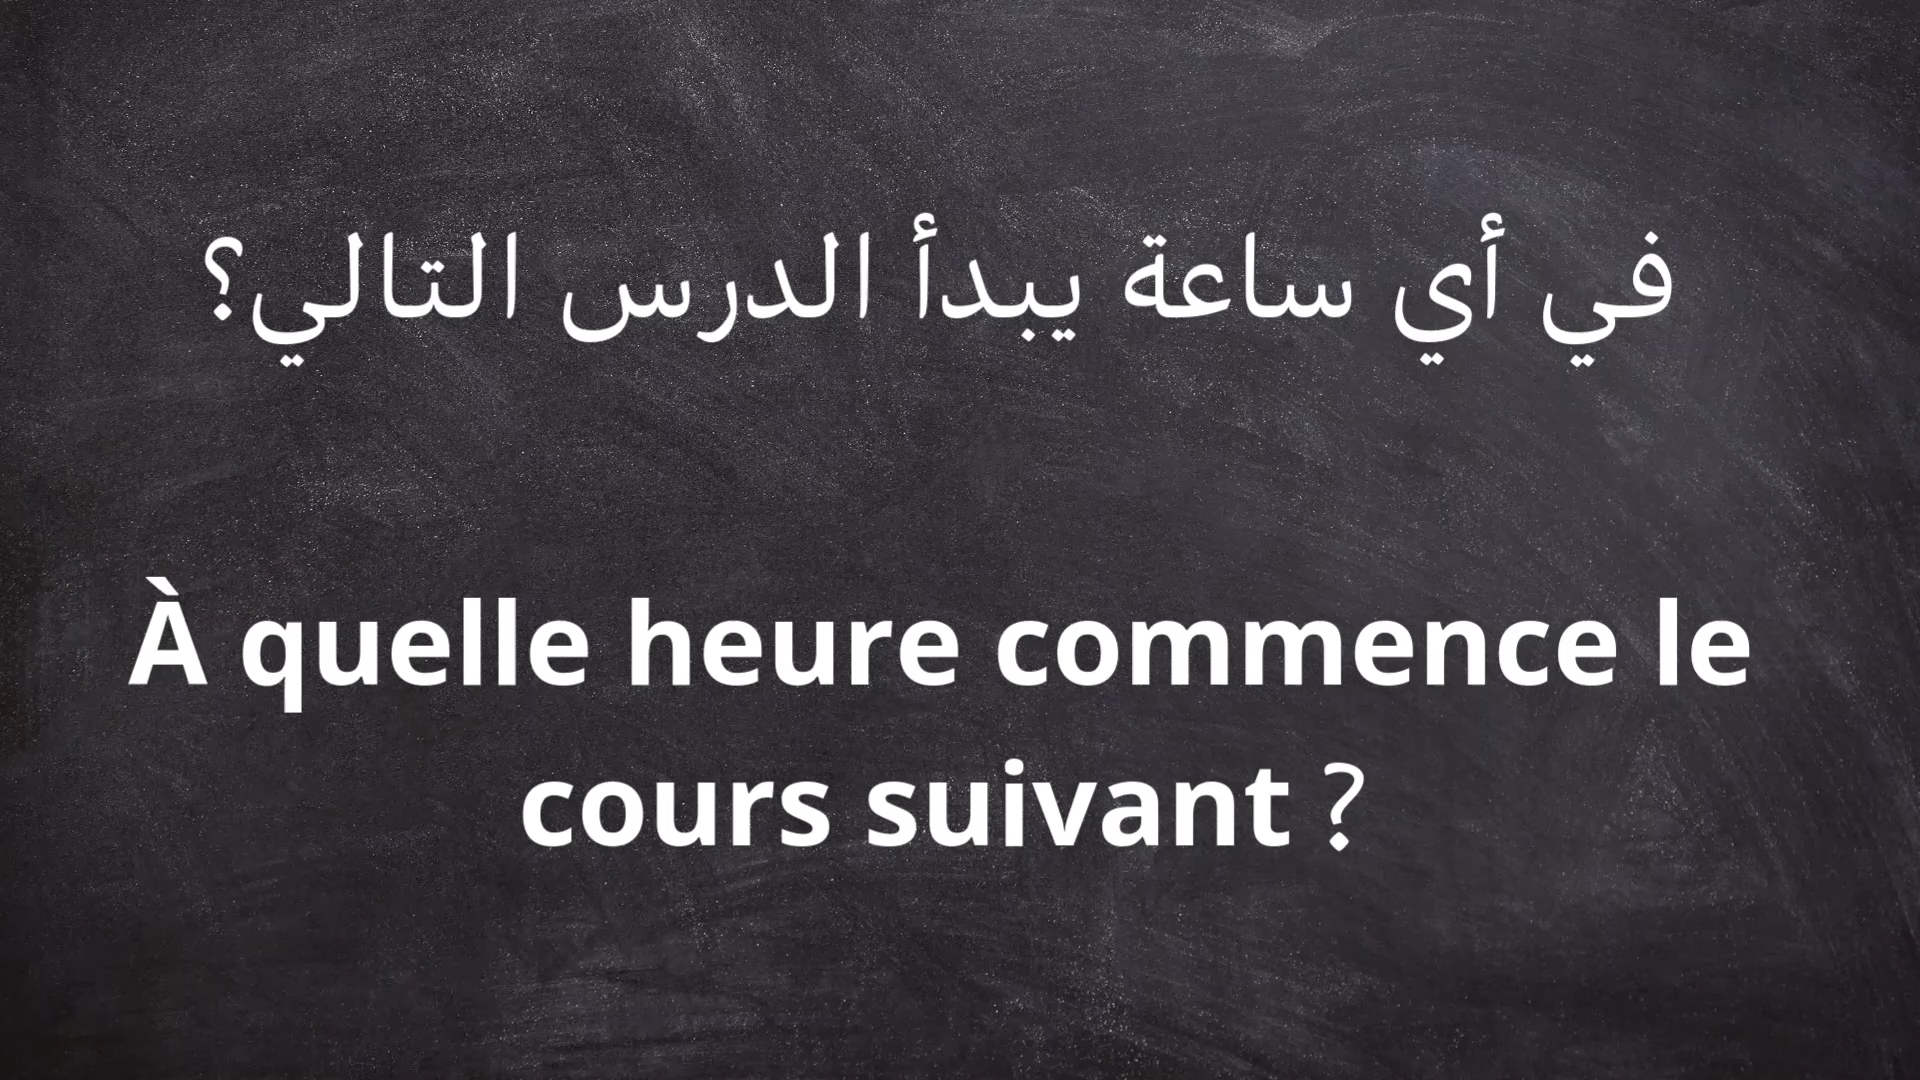 في أي ساعة يبدأ الدرس التالي؟
À quelle heure commence le
cours suivant ?